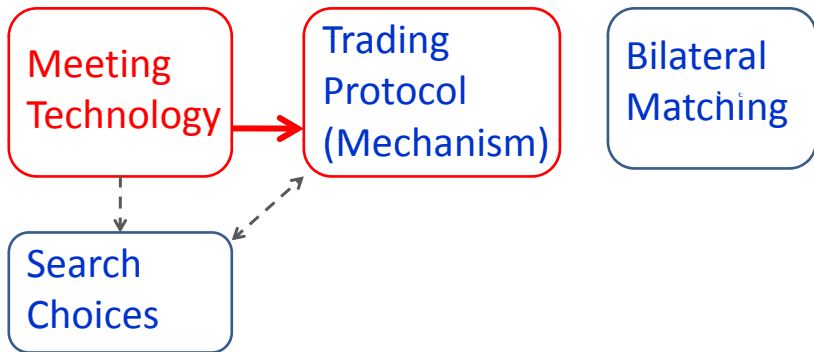 Meeting
Technology
Trading
Protocol
(Mechanism)
Bilateral
Matching
Search
Choices